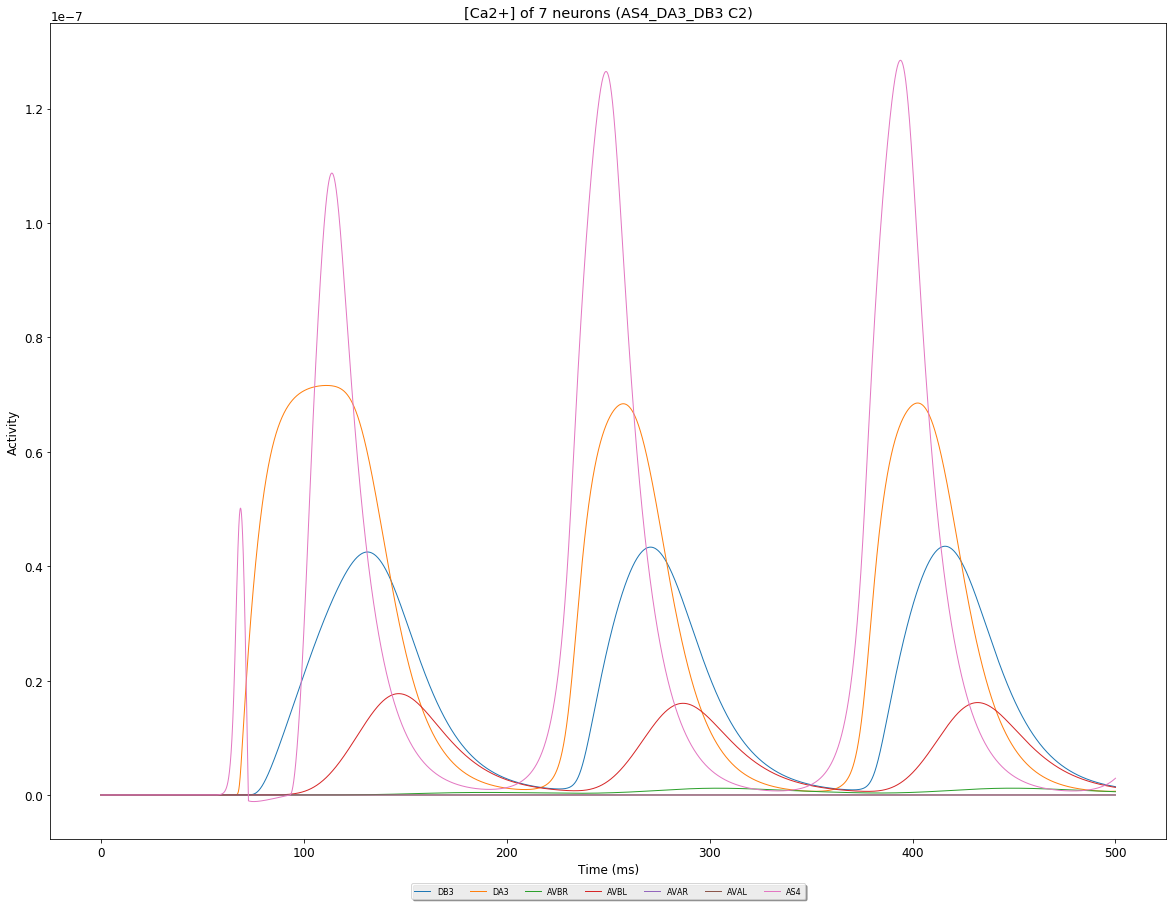 [Ca2+] of 7 neurons (AS4_DA3_DB3 C2)
1e−7
1.2
1.0
0.8
0.6
0.4
0.2
0.0
Activity
0 100 200 300 400 500
Time (ms)
DB3 DA3 AVBR AVBL AVAR AVAL AS4